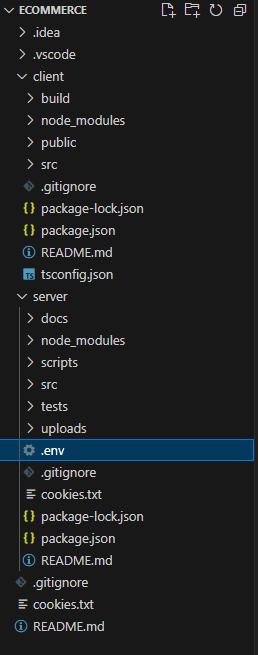 ECOMMERCE
.idea
.vscode
client
build
node_modules
public
src
.gitignore
{} package-lock.json
{} package.json
README.md
TS tsconfig.json
server
docs
node_modules
scripts
src
tests
uploads
.env
.gitignore
cookies.txt
{} package-lock.json
{} package.json
README.md
.gitignore
cookies.txt
README.md